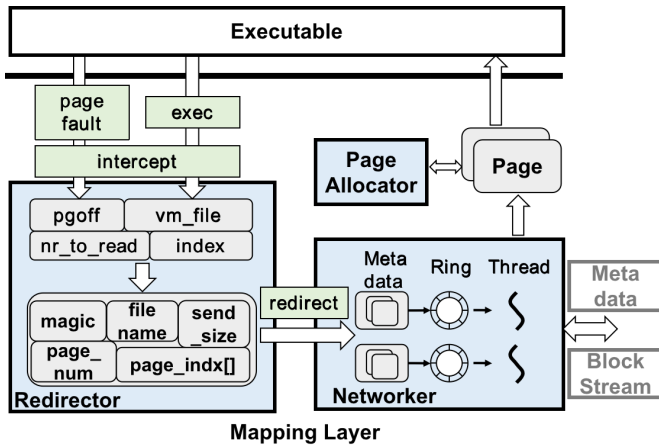 Executable
page
fault
exec
intercept
pgoff
vm_file
nr_to_read
index
magic
file
name
send
_size
page_
num
page_indx[]
Redirector
redirect
Page
Allocator
Page
Meta
data
Ring
Thread
Networker
Meta
data
Block
Stream
Mapping Layer